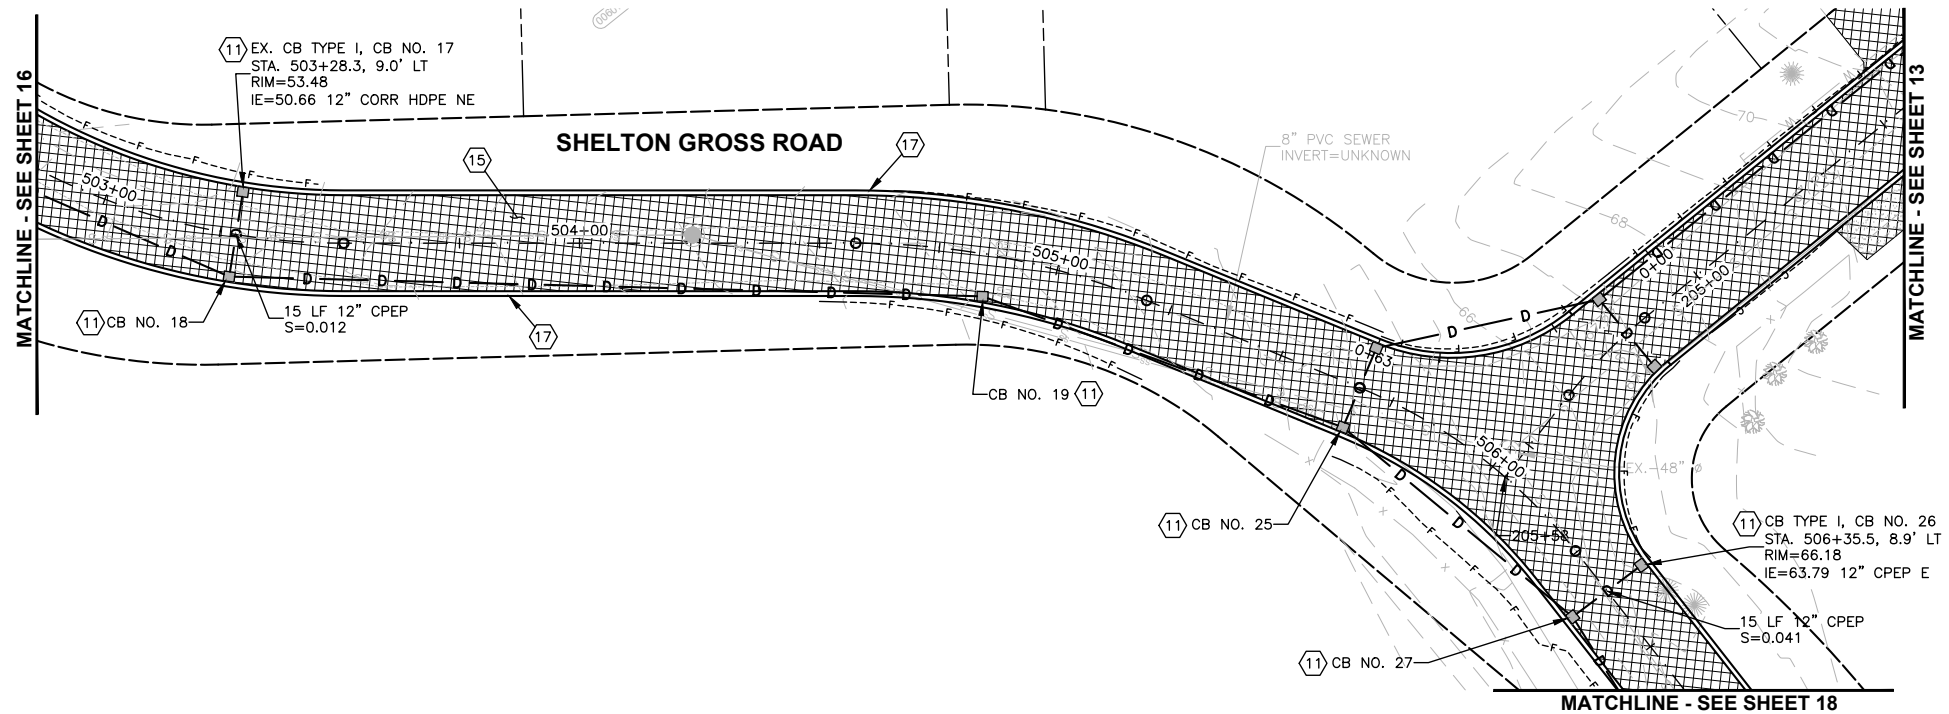 MATCHLINE - SEE SHEET 16
11 EX. CB TYPE I, CB NO. 17
STA. 503+28.3, 9.0' LT
RIM=53.48
IE=50.66 12" CORR HDPE NE
SHELTON GROSS ROAD
15
17
8" PVC SEWER
INVERT=UNKNOWN
70
68
66
MATCHLINE - SEE SHEET 13
503+00
504+00
505+00
0+00
205+00
0+63
506+00
205+58
11 CB NO. 18
15 LF 12" CPEP
S=0.012
17
CB NO. 19 11
EX. 48" ø
11 CB NO. 25
11 CB TYPE I, CB NO. 26
STA. 506+35.5, 8.9' LT
RIM=66.18
IE=63.79 12" CPEP E
15 LF 12" CPEP
S=0.041
11 CB NO. 27
MATCHLINE - SEE SHEET 18